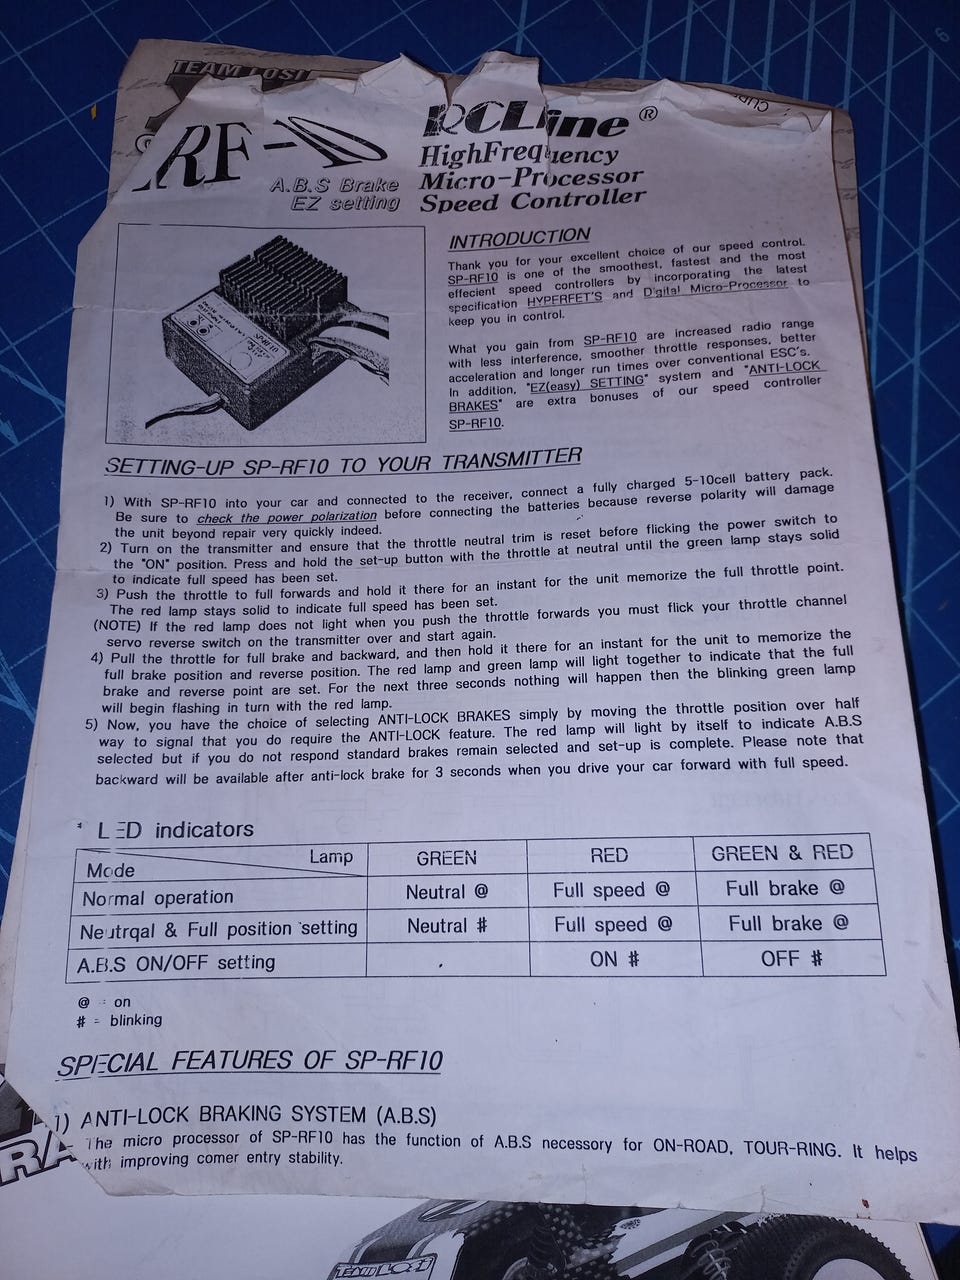 TEAM LOSI
RF-10
RCLine ®
A.B.S Brake
EZ setting
HighFrequency
Micro-Processor
Speed Controller
INTRODUCTION
Thank you for your excellent choice of our speed control.
SP-RF10 is one of the smoothest, fastest and the most
effecient speed controllers by incorporating the latest
specification HYPERFET'S and Digital Micro-Processor to
keep you in control.
What you gain from SP-RF10 are increased radio range
with less interference, smoother throttle responses, better
acceleration and longer run times over conventional ESC's.
In addition, "EZ(easy) SETTING" system and "ANTI-LOCK
BRAKES" are extra bonuses of our speed controller
SP-RF10.
SETTING-UP SP-RF10 TO YOUR TRANSMITTER
1) With SP-RF10 into your car and connected to the receiver, connect a fully charged 5-10cell battery pack.
Be sure to check the power polarization before connecting the batteries because reverse polarity will damage
the unit beyond repair very quickly indeed.
2) Turn on the transmitter and ensure that the throttle neutral trim is reset before flicking the power switch to
the "ON" position. Press and hold the set-up button with the throttle at neutral until the green lamp stays solid
to indicate full speed has been set.
3) Push the throttle to full forwards and hold it there for an instant for the unit memorize the full throttle point.
The red lamp stays solid to indicate full speed has been set.
(NOTE) If the red lamp does not light when you push the throttle forwards you must flick your throttle channel
servo reverse switch on the transmitter over and start again.
4) Pull the throttle for full brake and backward, and then hold it there for an instant for the unit to memorize the
full brake position and reverse position. The red lamp and green lamp will light together to indicate that the full
brake and reverse point are set. For the next three seconds nothing will happen then the blinking green lamp
will begin flashing in turn with the red lamp.
5) Now, you have the choice of selecting ANTI-LOCK BRAKES simply by moving the throttle position over half
way to signal that you do require the ANTI-LOCK feature. The red lamp will light by itself to indicate A.B.S
selected but if you do not respond standard brakes remain selected and set-up is complete. Please note that
backward will be available after anti-lock brake for 3 seconds when you drive your car forward with full speed.
* LED indicators
Mode Lamp GREEN RED GREEN & RED
Normal operation Neutral @ Full speed @ Full brake @
Neutrqal & Full position setting Neutral # Full speed @ Full brake @
A.B.S ON/OFF setting ON # OFF #
@ = on
# = blinking
SPECIAL FEATURES OF SP-RF10
1) ANTI-LOCK BRAKING SYSTEM (A.B.S)
The micro processor of SP-RF10 has the function of A.B.S necessary for ON-ROAD, TOUR-RING. It helps
with improving comer entry stability.
RA
TEAM LOSI